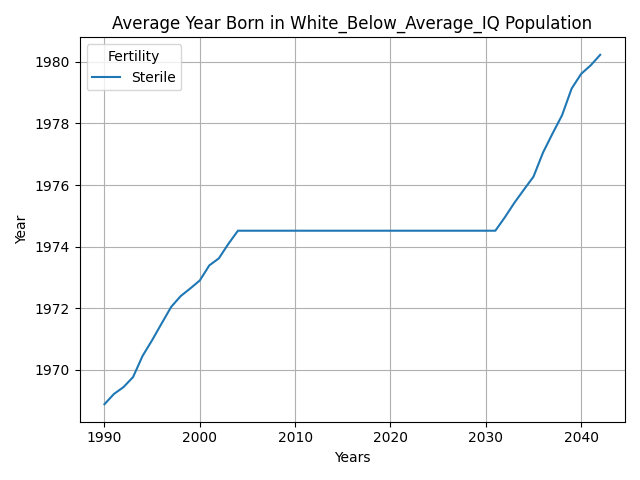 Average Year Born in White_Below_Average_IQ Population
Fertility
Sterile
1980
1978
1976
1974
1972
1970
Year
1990 2000 2010 2020 2030 2040
Years